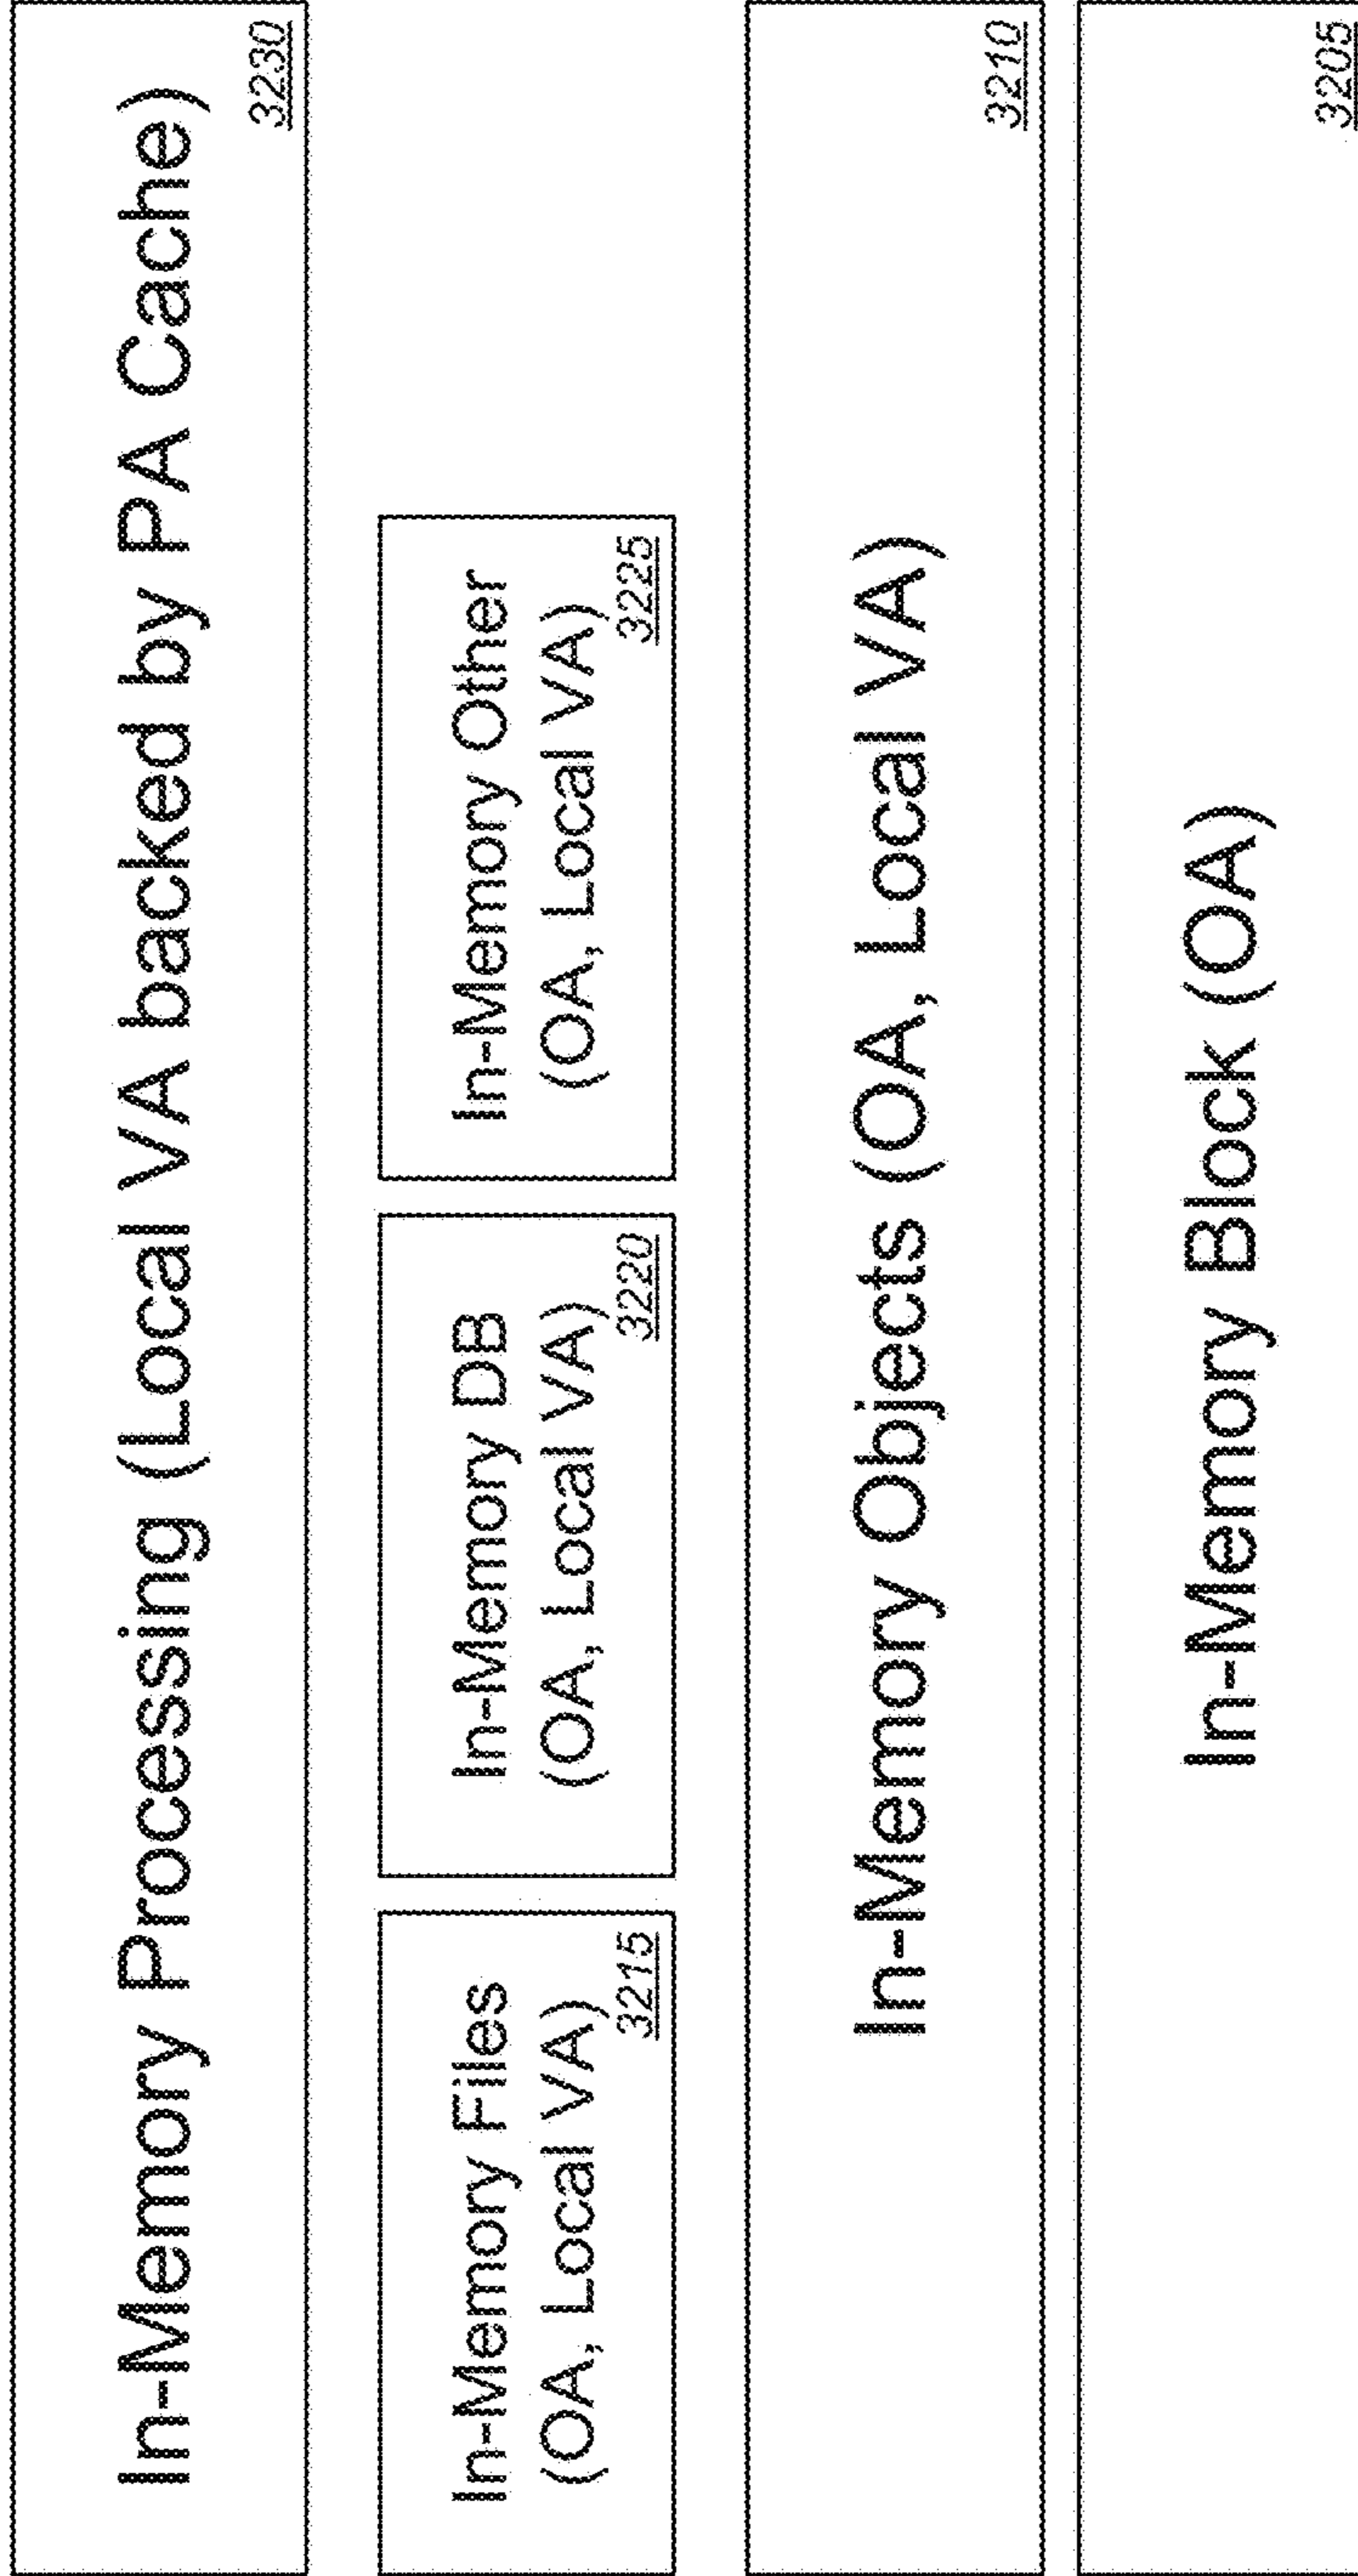 In-Memory Processing (Local VA backed by PA Cache)
3230
In-Memory Files
(OA, Local VA)
3215
In-Memory DB
(OA, Local VA)
3220
In-Memory Other
(OA, Local VA)
3225
In-Memory Objects (OA, Local VA)
3210
In-Memory Block (OA)
3205